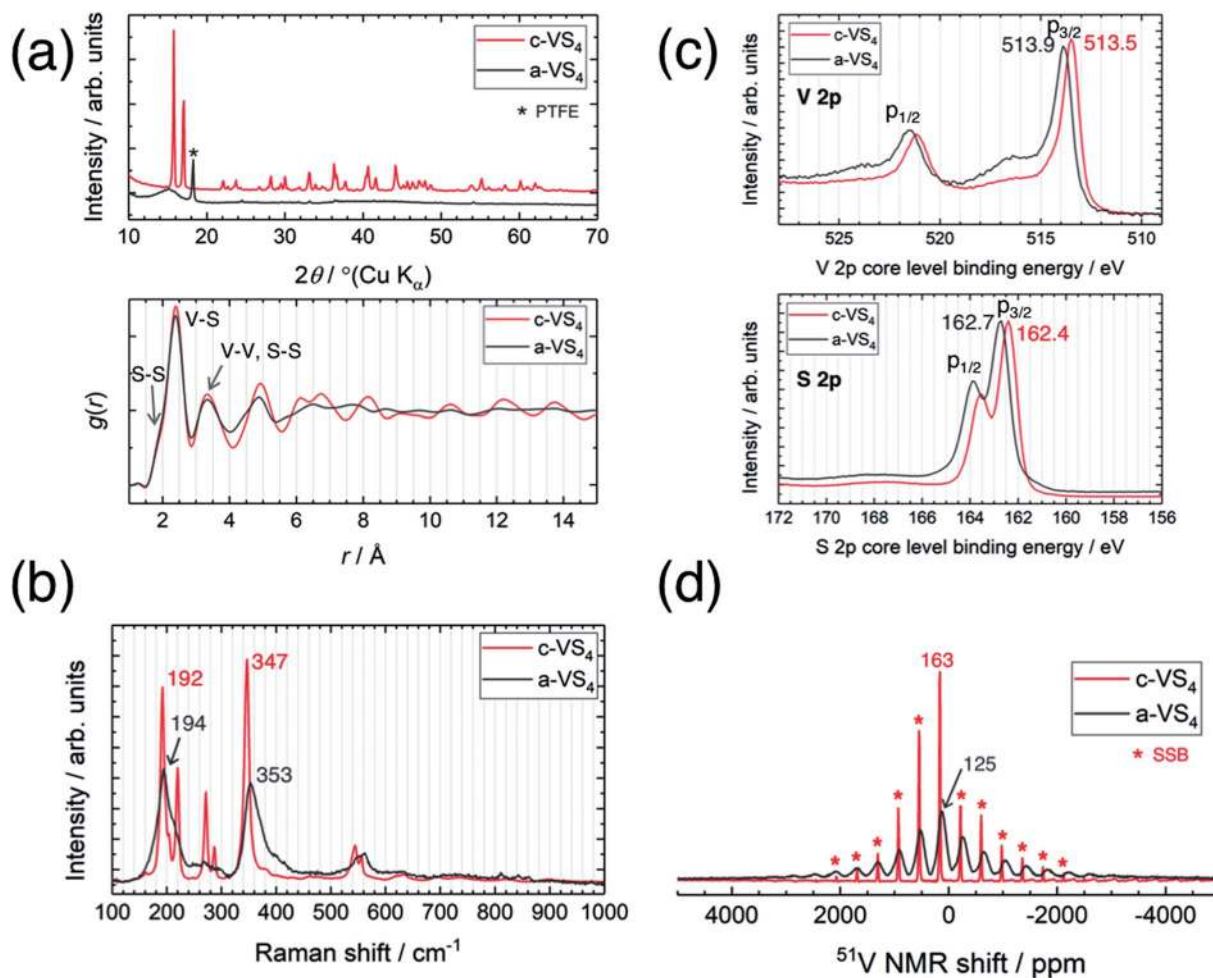 (a)
Intensity / arb. units
c-VS₄
a-VS₄
* PTFE
*
10 20 30 40 50 60 70
2θ / °(Cu Kα)
g(r)
c-VS₄
a-VS₄
S-S
V-S
V-V, S-S
2 4 6 8 10 12 14
r / Å
(b)
Intensity / arb. units
c-VS₄
a-VS₄
192
194
347
353
100 200 300 400 500 600 700 800 900 1000
Raman shift / cm⁻¹
(c)
Intensity / arb. units
c-VS₄
a-VS₄
V 2p
p1/2
p3/2
513.9
513.5
525 520 515 510
V 2p core level binding energy / eV
Intensity / arb. units
c-VS₄
a-VS₄
S 2p
p1/2
p3/2
162.7
162.4
172 170 168 166 164 162 160 158 156
S 2p core level binding energy / eV
(d)
163
125
c-VS₄
a-VS₄
* SSB
* * * * * * * * * * *
5000 4000 2000 0 -2000 -4000
⁵¹V NMR shift / ppm